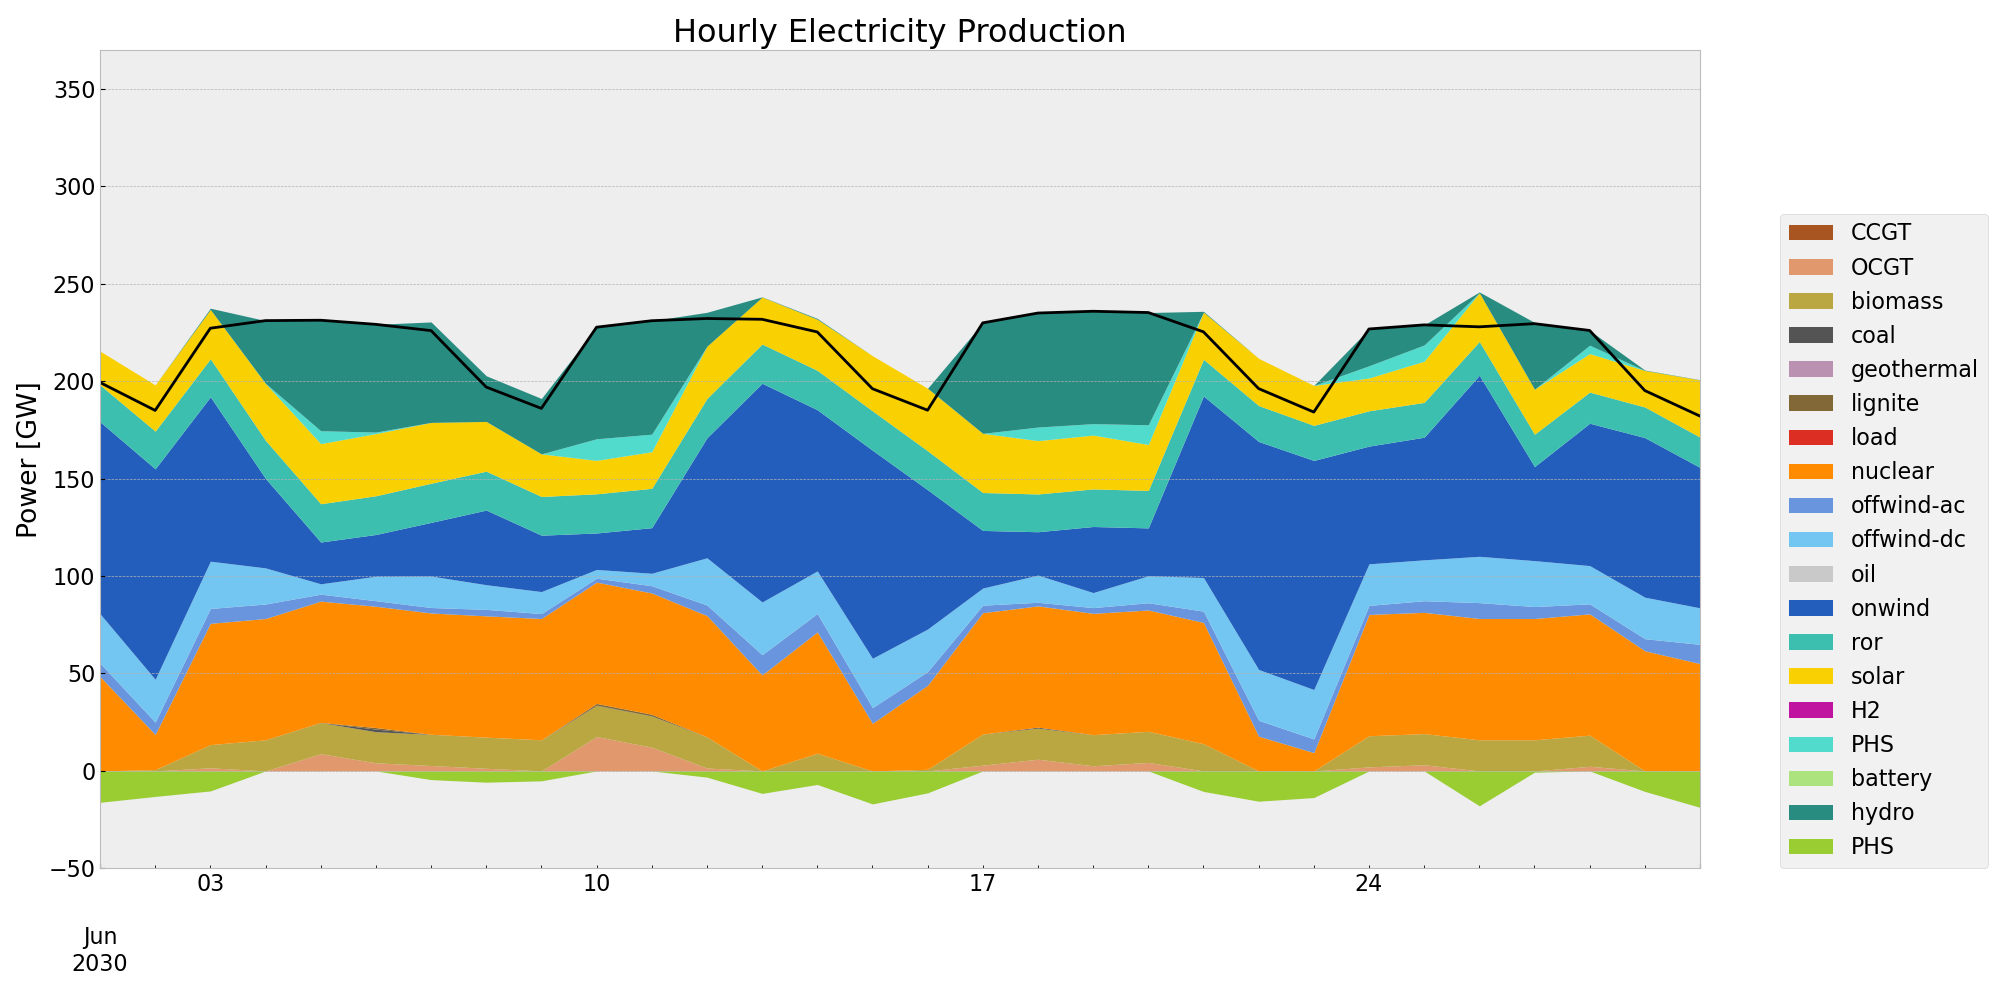 Hourly Electricity Production
Power [GW]
350
300
250
200
150
100
50
0
−50
03
10
17
24
Jun
2030
CCGT
OCGT
biomass
coal
geothermal
lignite
load
nuclear
offwind-ac
offwind-dc
oil
onwind
ror
solar
H2
PHS
battery
hydro
PHS